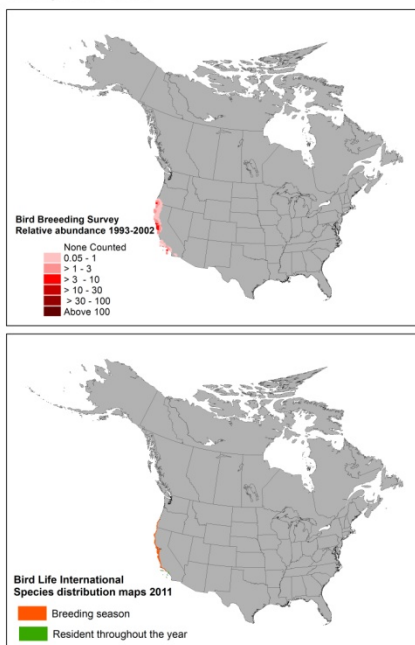 Bird Breeeding Survey
Relative abundance 1993-2002
None Counted
0.05 - 1
> 1 - 3
> 3 - 10
> 10 - 30
> 30 - 100
Above 100
Bird Life International
Species distribution maps 2011
Breeding season
Resident throughout the year